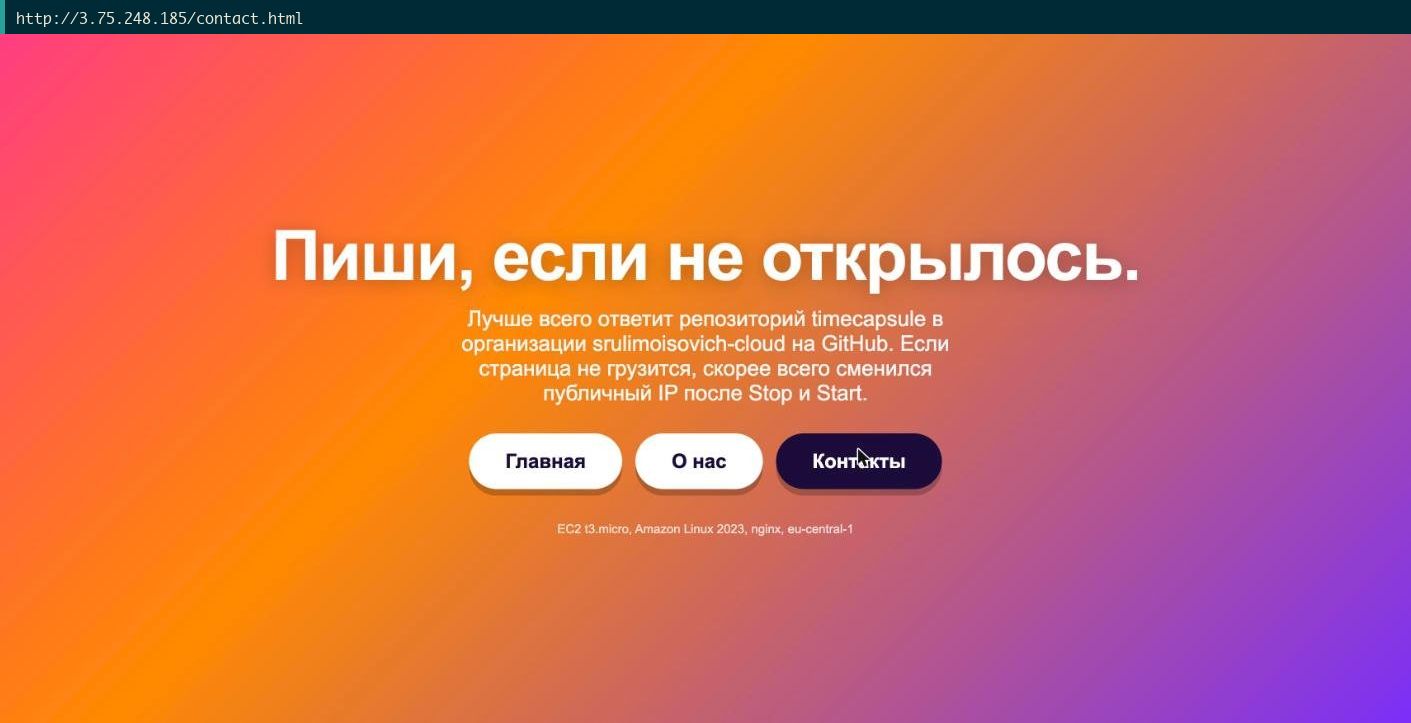 http://3.75.248.185/contact.html
Пиши, если не открылось.
Лучше всего ответит репозиторий timecapsule в
организации srulimoisovich-cloud на GitHub. Если
страница не грузится, скорее всего сменился
публичный IP после Stop и Start.
Главная
О нас
Контакты
EC2 t3.micro, Amazon Linux 2023, nginx, eu-central-1